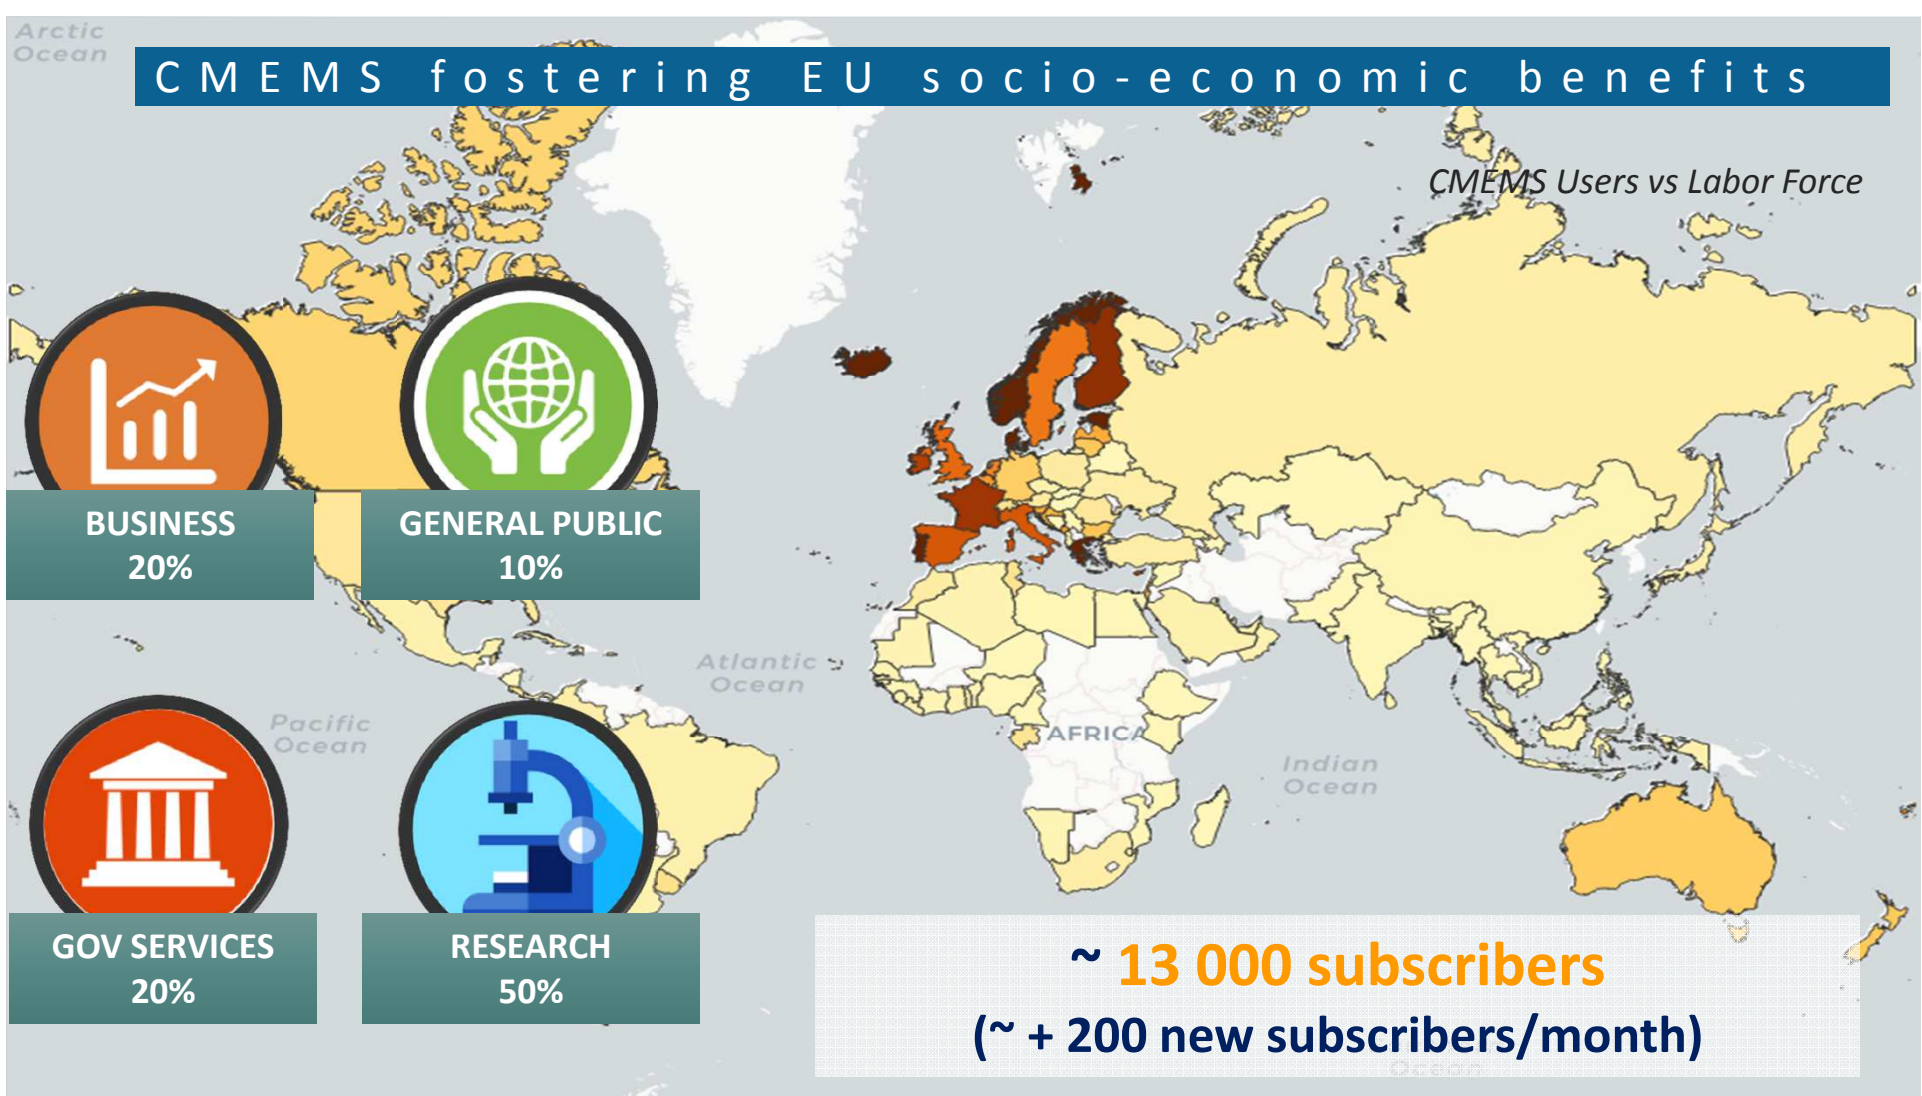 Arctic
Ocean
CMEMS fostering EU socio-economic benefits
CMEMS Users vs Labor Force
BUSINESS
20%
GENERAL PUBLIC
10%
Atlantic
Ocean
Pacific
Ocean
AFRICA
Indian
Ocean
GOV SERVICES
20%
RESEARCH
50%
~ 13 000 subscribers
(~ + 200 new subscribers/month)
Ocean